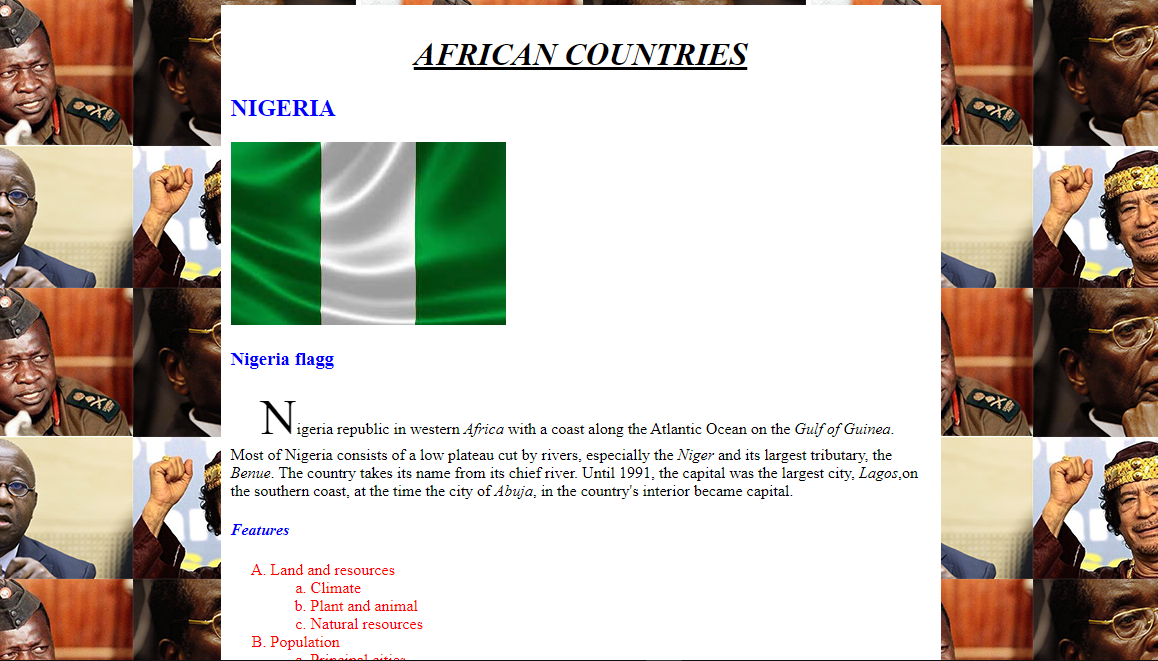 AFRICAN COUNTRIES
NIGERIA
Nigeria flagg
Nigeria republic in western Africa with a coast along the Atlantic Ocean on the Gulf of Guinea.
Most of Nigeria consists of a low plateau cut by rivers, especially the Niger and its largest tributary, the
Benue. The country takes its name from its chief river. Until 1991, the capital was the largest city, Lagos,on
the southern coast, at the time the city of Abuja, in the country's interior became capital.
Features
A. Land and resources
a. Climate
b. Plant and animal
c. Natural resources
B. Population
a. Principal cities